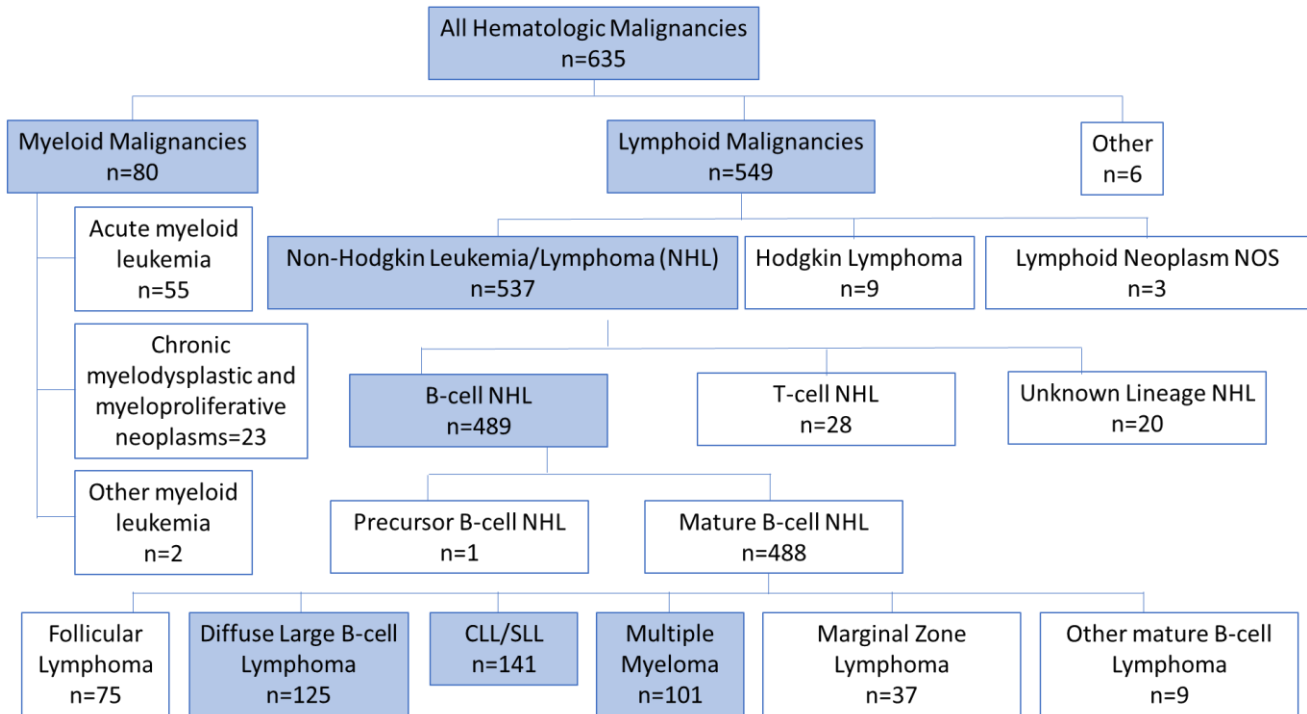 All Hematologic Malignancies
n=635
Myeloid Malignancies
n=80
Lymphoid Malignancies
n=549
Other
n=6
Acute myeloid
leukemia
n=55
Non-Hodgkin Leukemia/Lymphoma (NHL)
n=537
Hodgkin Lymphoma
n=9
Lymphoid Neoplasm NOS
n=3
Chronic
myelodysplastic and
myeloproliferative
neoplasms=23
B-cell NHL
n=489
T-cell NHL
n=28
Unknown Lineage NHL
n=20
Other myeloid
leukemia
n=2
Precursor B-cell NHL
n=1
Mature B-cell NHL
n=488
Follicular
Lymphoma
n=75
Diffuse Large B-cell
Lymphoma
n=125
CLL/SLL
n=141
Multiple
Myeloma
n=101
Marginal Zone
Lymphoma
n=37
Other mature B-cell
Lymphoma
n=9